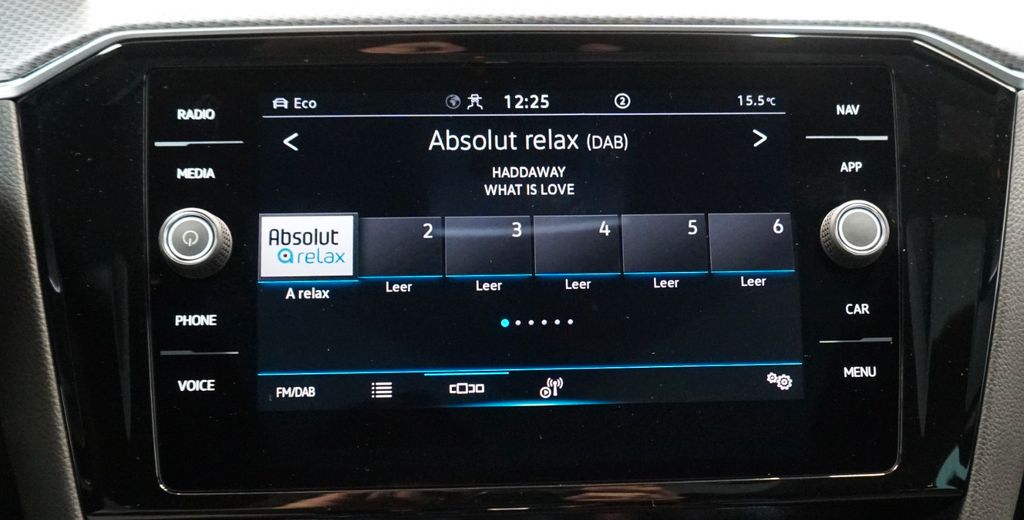 RADIO
MEDIA
PHONE
VOICE
Eco
12:25
2
15.5°C
< Absolut relax (DAB) >
HADDAWAY
WHAT IS LOVE
Absolut
relax
2 3 4 5 6
A relax Leer Leer Leer Leer Leer
FM/DAB
NAV
APP
CAR
MENU